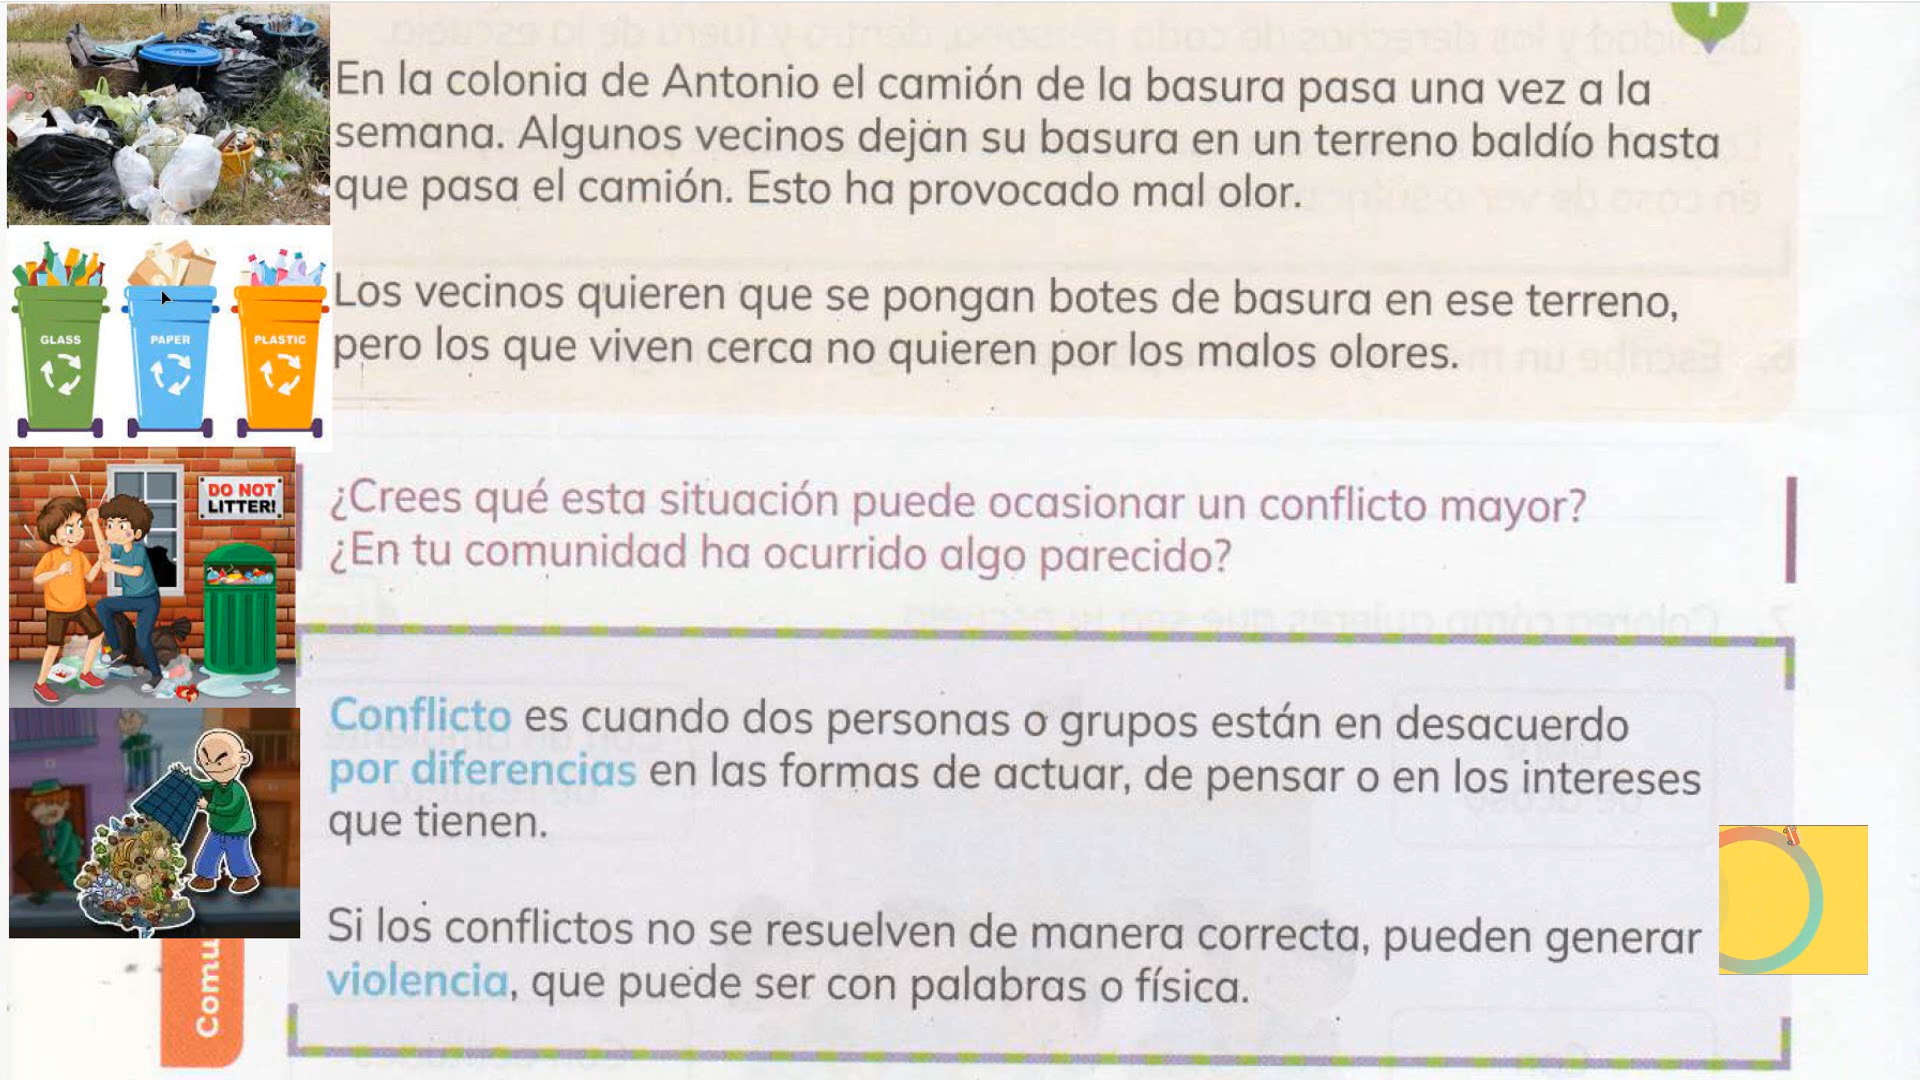 En la colonia de Antonio el camión de la basura pasa una vez a la
semana. Algunos vecinos dejan su basura en un terreno baldío hasta
que pasa el camión. Esto ha provocado mal olor.
Los vecinos quieren que se pongan botes de basura en ese terreno,
pero los que viven cerca no quieren por los malos olores.
GLASS
PAPER
PLASTIC
DO NOT
LITTER!
¿Crees qué esta situación puede ocasionar un conflicto mayor?
¿En tu comunidad ha ocurrido algo parecido?
Conflicto es cuando dos personas o grupos están en desacuerdo
por diferencias en las formas de actuar, de pensar o en los intereses
que tienen.
Si los conflictos no se resuelven de manera correcta, pueden generar
violencia, que puede ser con palabras o física.
Comu